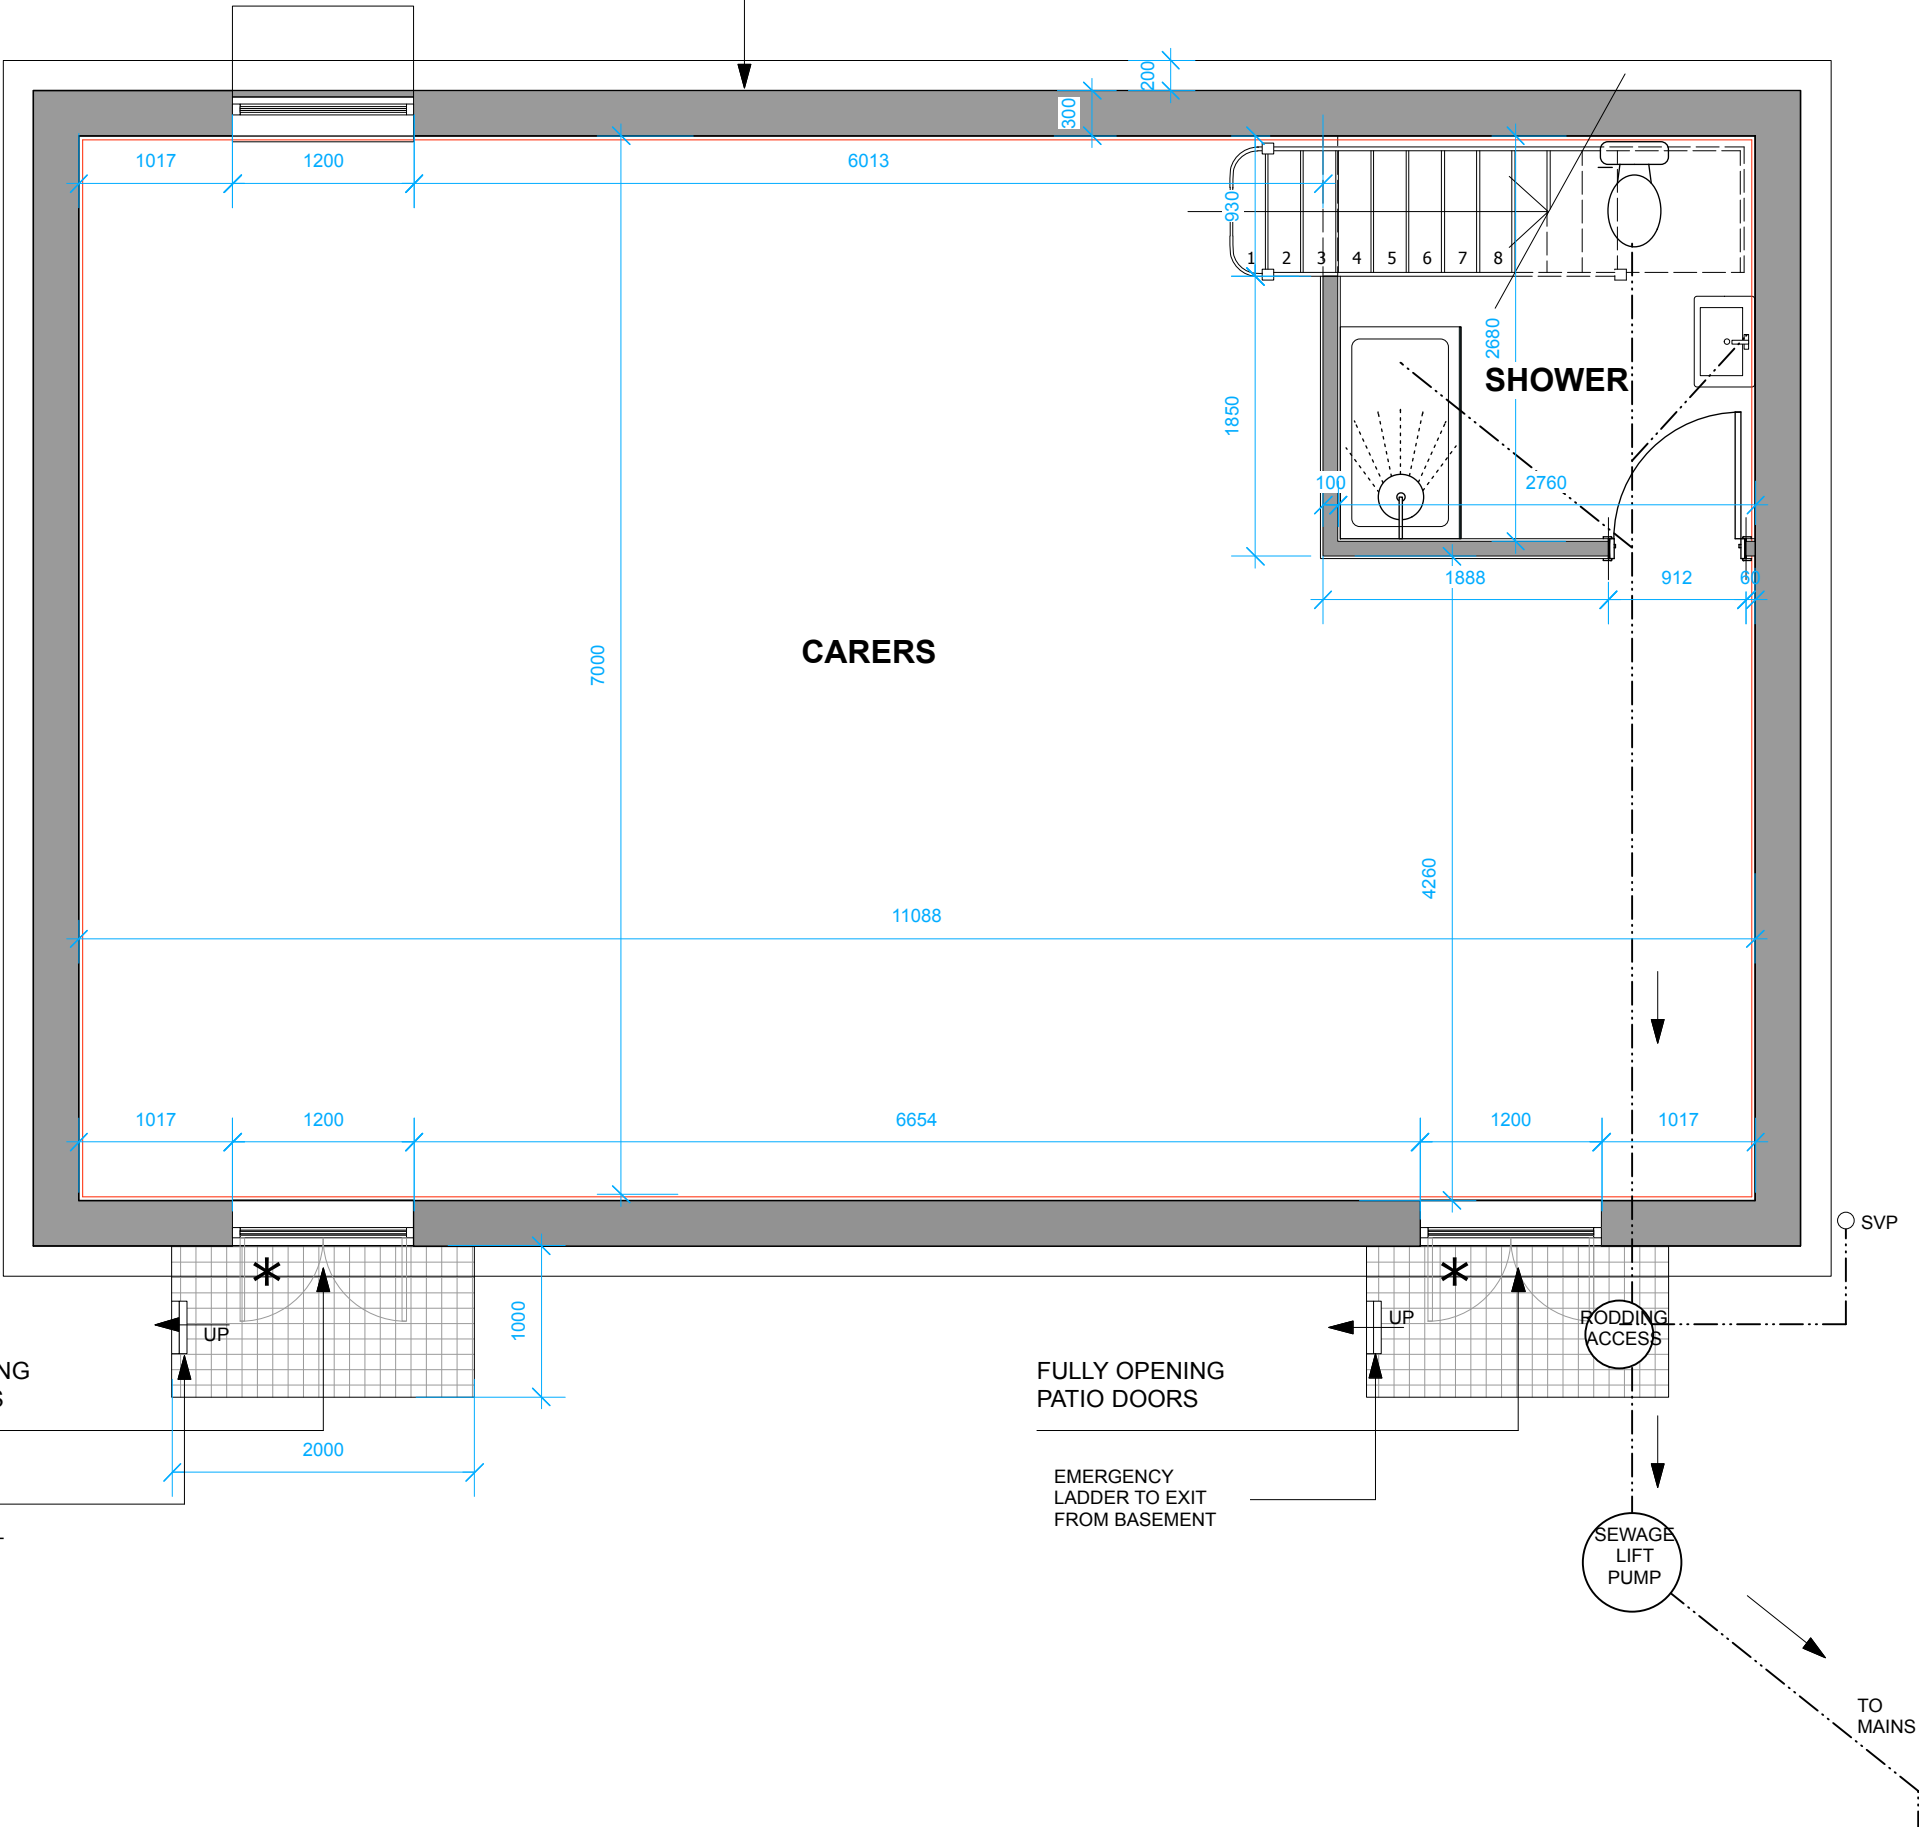 200
300
1017
1200
6013
930
1 2 3 4 5 6 7 8
2680
SHOWER
1850
100
2760
1888
912
60
CARERS
7000
4260
11088
1017
1200
6654
1200
1017
SVP
1000
UP
UP
RODDING
ACCESS
NG
S
FULLY OPENING
PATIO DOORS
2000
EMERGENCY
LADDER TO EXIT
FROM BASEMENT
SEWAGE
LIFT
PUMP
TO
MAINS